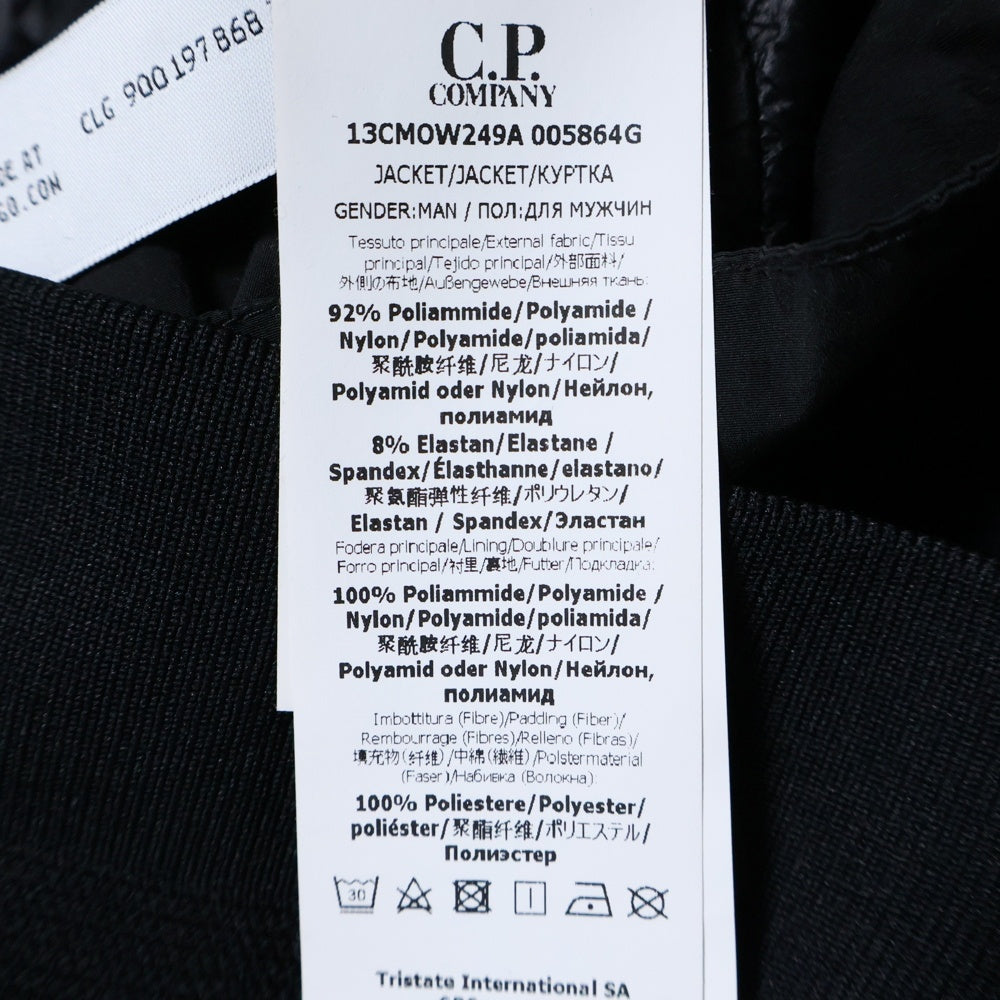 CLG 900197868
DE AT
GO.COM
C.P.
COMPANY
13CMOW249A 005864G
JACKET/JACKET/КУРТКА
GENDER:MAN / ПОЛ:ДЛЯ МУЖЧИН
Tessuto principale/External fabric/Tissu
principal/Tejido principal/外部面料/
外側の布地/Außengewebe/Внешняя ткань:
92% Poliammide/Polyamide /
Nylon/Polyamide/poliamida/
聚酰胺纤维/尼龙/ナイロン/
Polyamid oder Nylon/Нейлон,
полиамид
8% Elastan/Elastane /
Spandex/Élasthanne/elastano/
聚氨酯弹性纤维/ポリウレタン/
Elastan / Spandex/Эластан
Fodera principale/Lining/Doublure principale/
Forro principal/衬里/裏地/Futter/Подкладка:
100% Poliammide/Polyamide /
Nylon/Polyamide/poliamida/
聚酰胺纤维/尼龙/ナイロン/
Polyamid oder Nylon/Нейлон,
полиамид
Imbottitura (Fibre)/Padding (Fiber)/
Rembourrage (Fibres)/Relleno (Fibras)/
填充物(纤维)/中綿(繊維)/Polstermaterial
(Faser)/Набивка (Волокна):
100% Poliestere/Polyester/
poliéster/聚酯纤维/ポリエステル/
Полиэстер
30
Tristate International SA